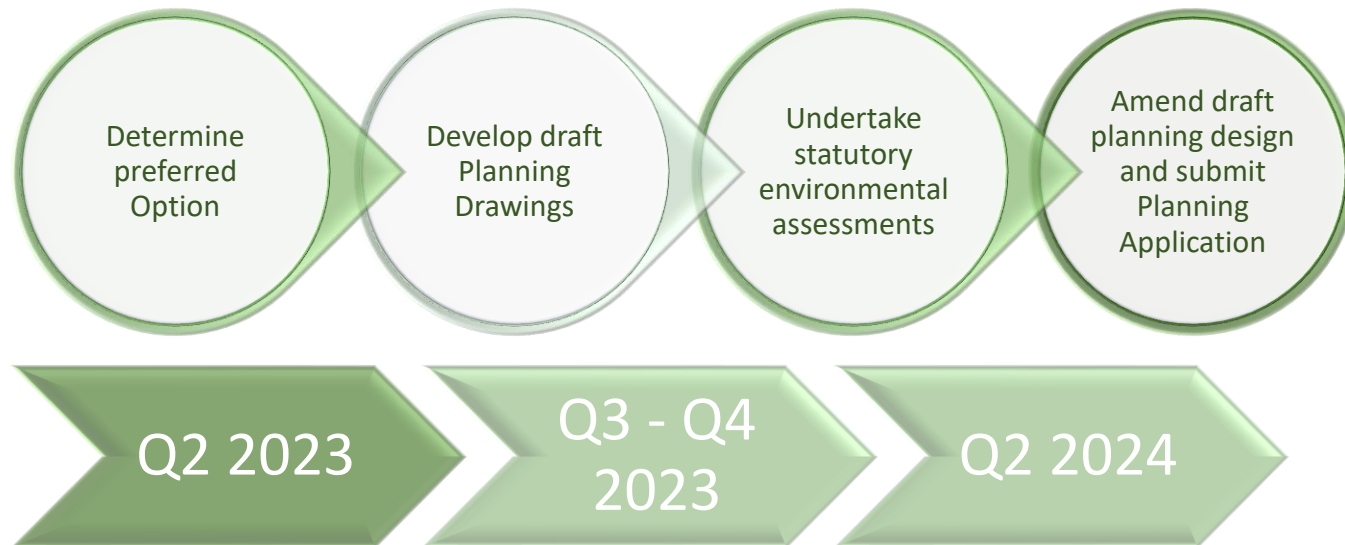 Determine
preferred
Option
Develop draft
Planning
Drawings
Undertake
statutory
environmental
assessments
Amend draft
planning design
and submit
Planning
Application
Q2 2023
Q3 - Q4
2023
Q2 2024